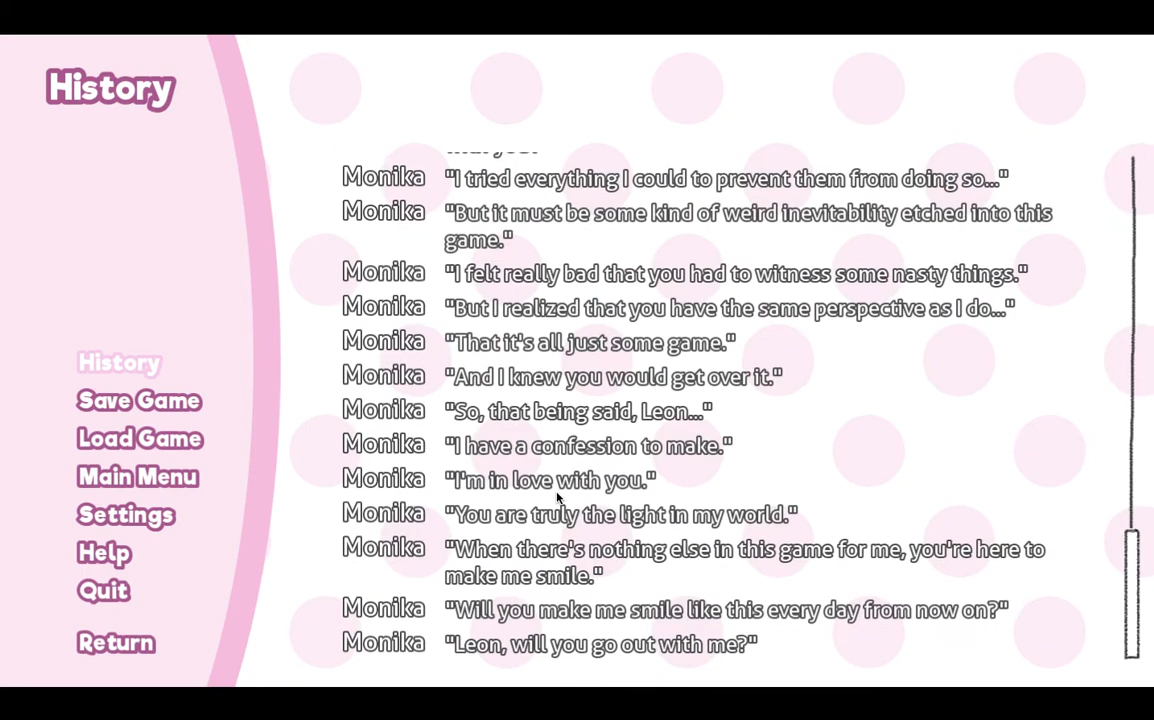 History
Monika "I tried everything I could to prevent them from doing so..."
Monika "But it must be some kind of weird inevitability etched into this
game."
Monika "I felt really bad that you had to witness some nasty things."
Monika "But I realized that you have the same perspective as I do..."
Monika "That it's all just some game."
Monika "And I knew you would get over it."
Monika "So, that being said, Leon..."
Monika "I have a confession to make."
Monika "I'm in love with you."
Monika "You are truly the light in my world."
Monika "When there's nothing else in this game for me, you're here to
make me smile."
Monika "Will you make me smile like this every day from now on?"
Monika "Leon, will you go out with me?"
History
Save Game
Load Game
Main Menu
Settings
Help
Quit
Return